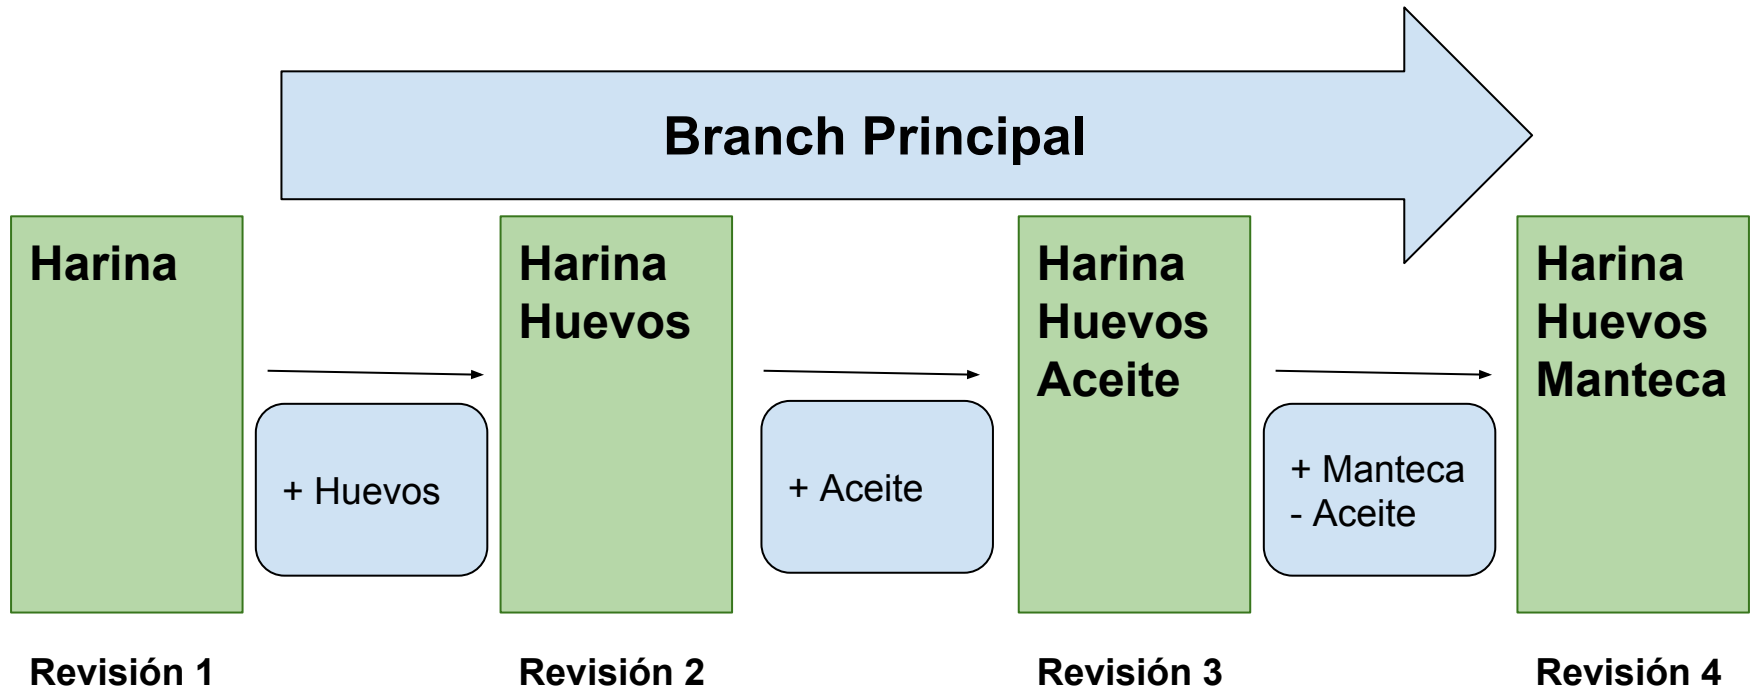 Branch Principal
Harina
Harina
Huevos
Harina
Huevos
Aceite
Harina
Huevos
Manteca
+ Huevos
+ Aceite
+ Manteca
- Aceite
Revisión 1
Revisión 2
Revisión 3
Revisión 4